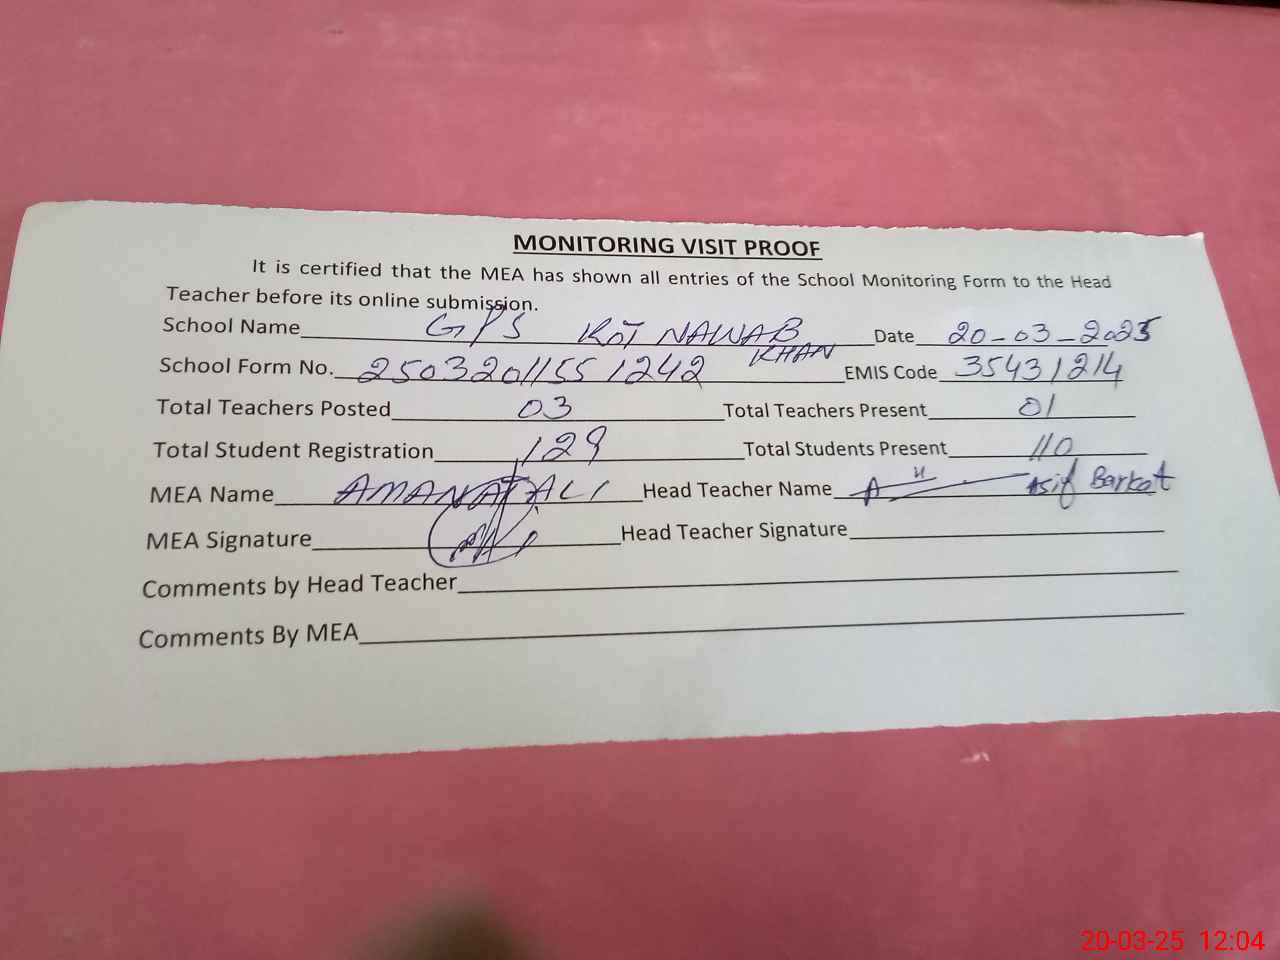 MONITORING VISIT PROOF
It is certified that the MEA has shown all entries of the School Monitoring Form to the Head
Teacher before its online submission.
School Name GPS KOT NAWAB KHAN Date 20-03-2025
School Form No. 2503201155 1242 EMIS Code 35431214
Total Teachers Posted 03 Total Teachers Present 01
Total Student Registration 129 Total Students Present 110
MEA Name AMANAT ALI Head Teacher Name Asif Barkat
MEA Signature Head Teacher Signature
Comments by Head Teacher
Comments By MEA
20-03-25 12:04